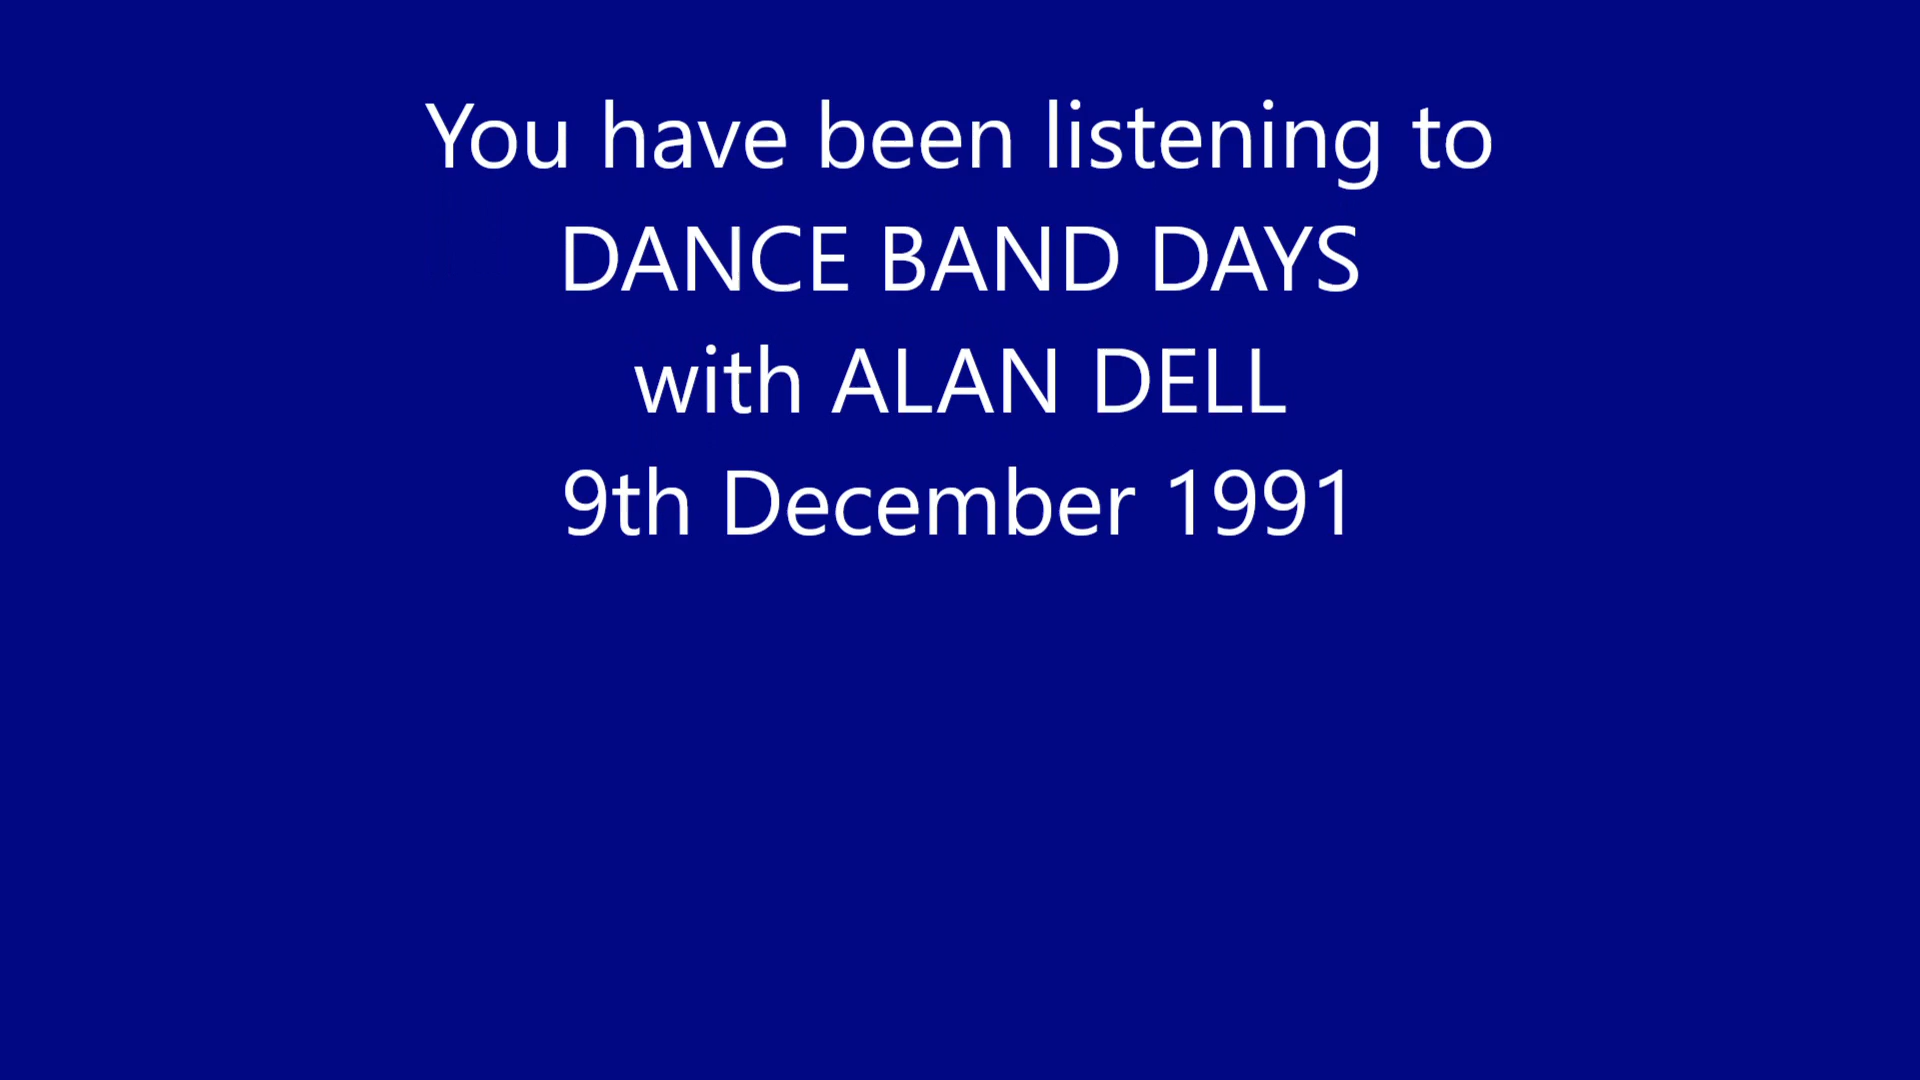 You have been listening to
DANCE BAND DAYS
with ALAN DELL
9th December 1991